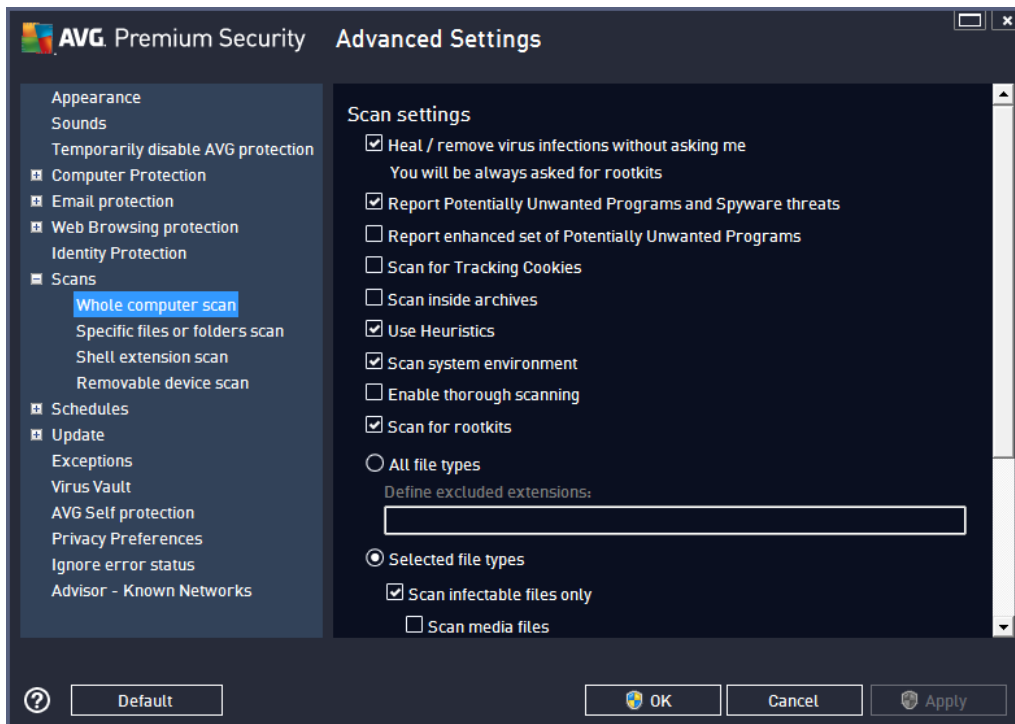 AVG. Premium Security
Advanced Settings
Appearance
Sounds
Temporarily disable AVG protection
Computer Protection
Email protection
Web Browsing protection
Identity Protection
Scans
Whole computer scan
Specific files or folders scan
Shell extension scan
Removable device scan
Schedules
Update
Exceptions
Virus Vault
AVG Self protection
Privacy Preferences
Ignore error status
Advisor - Known Networks
Scan settings
Heal / remove virus infections without asking me
You will be always asked for rootkits
Report Potentially Unwanted Programs and Spyware threats
Report enhanced set of Potentially Unwanted Programs
Scan for Tracking Cookies
Scan inside archives
Use Heuristics
Scan system environment
Enable thorough scanning
Scan for rootkits
All file types
Define excluded extensions:
Selected file types
Scan infectable files only
Scan media files
? Default
OK
Cancel
Apply